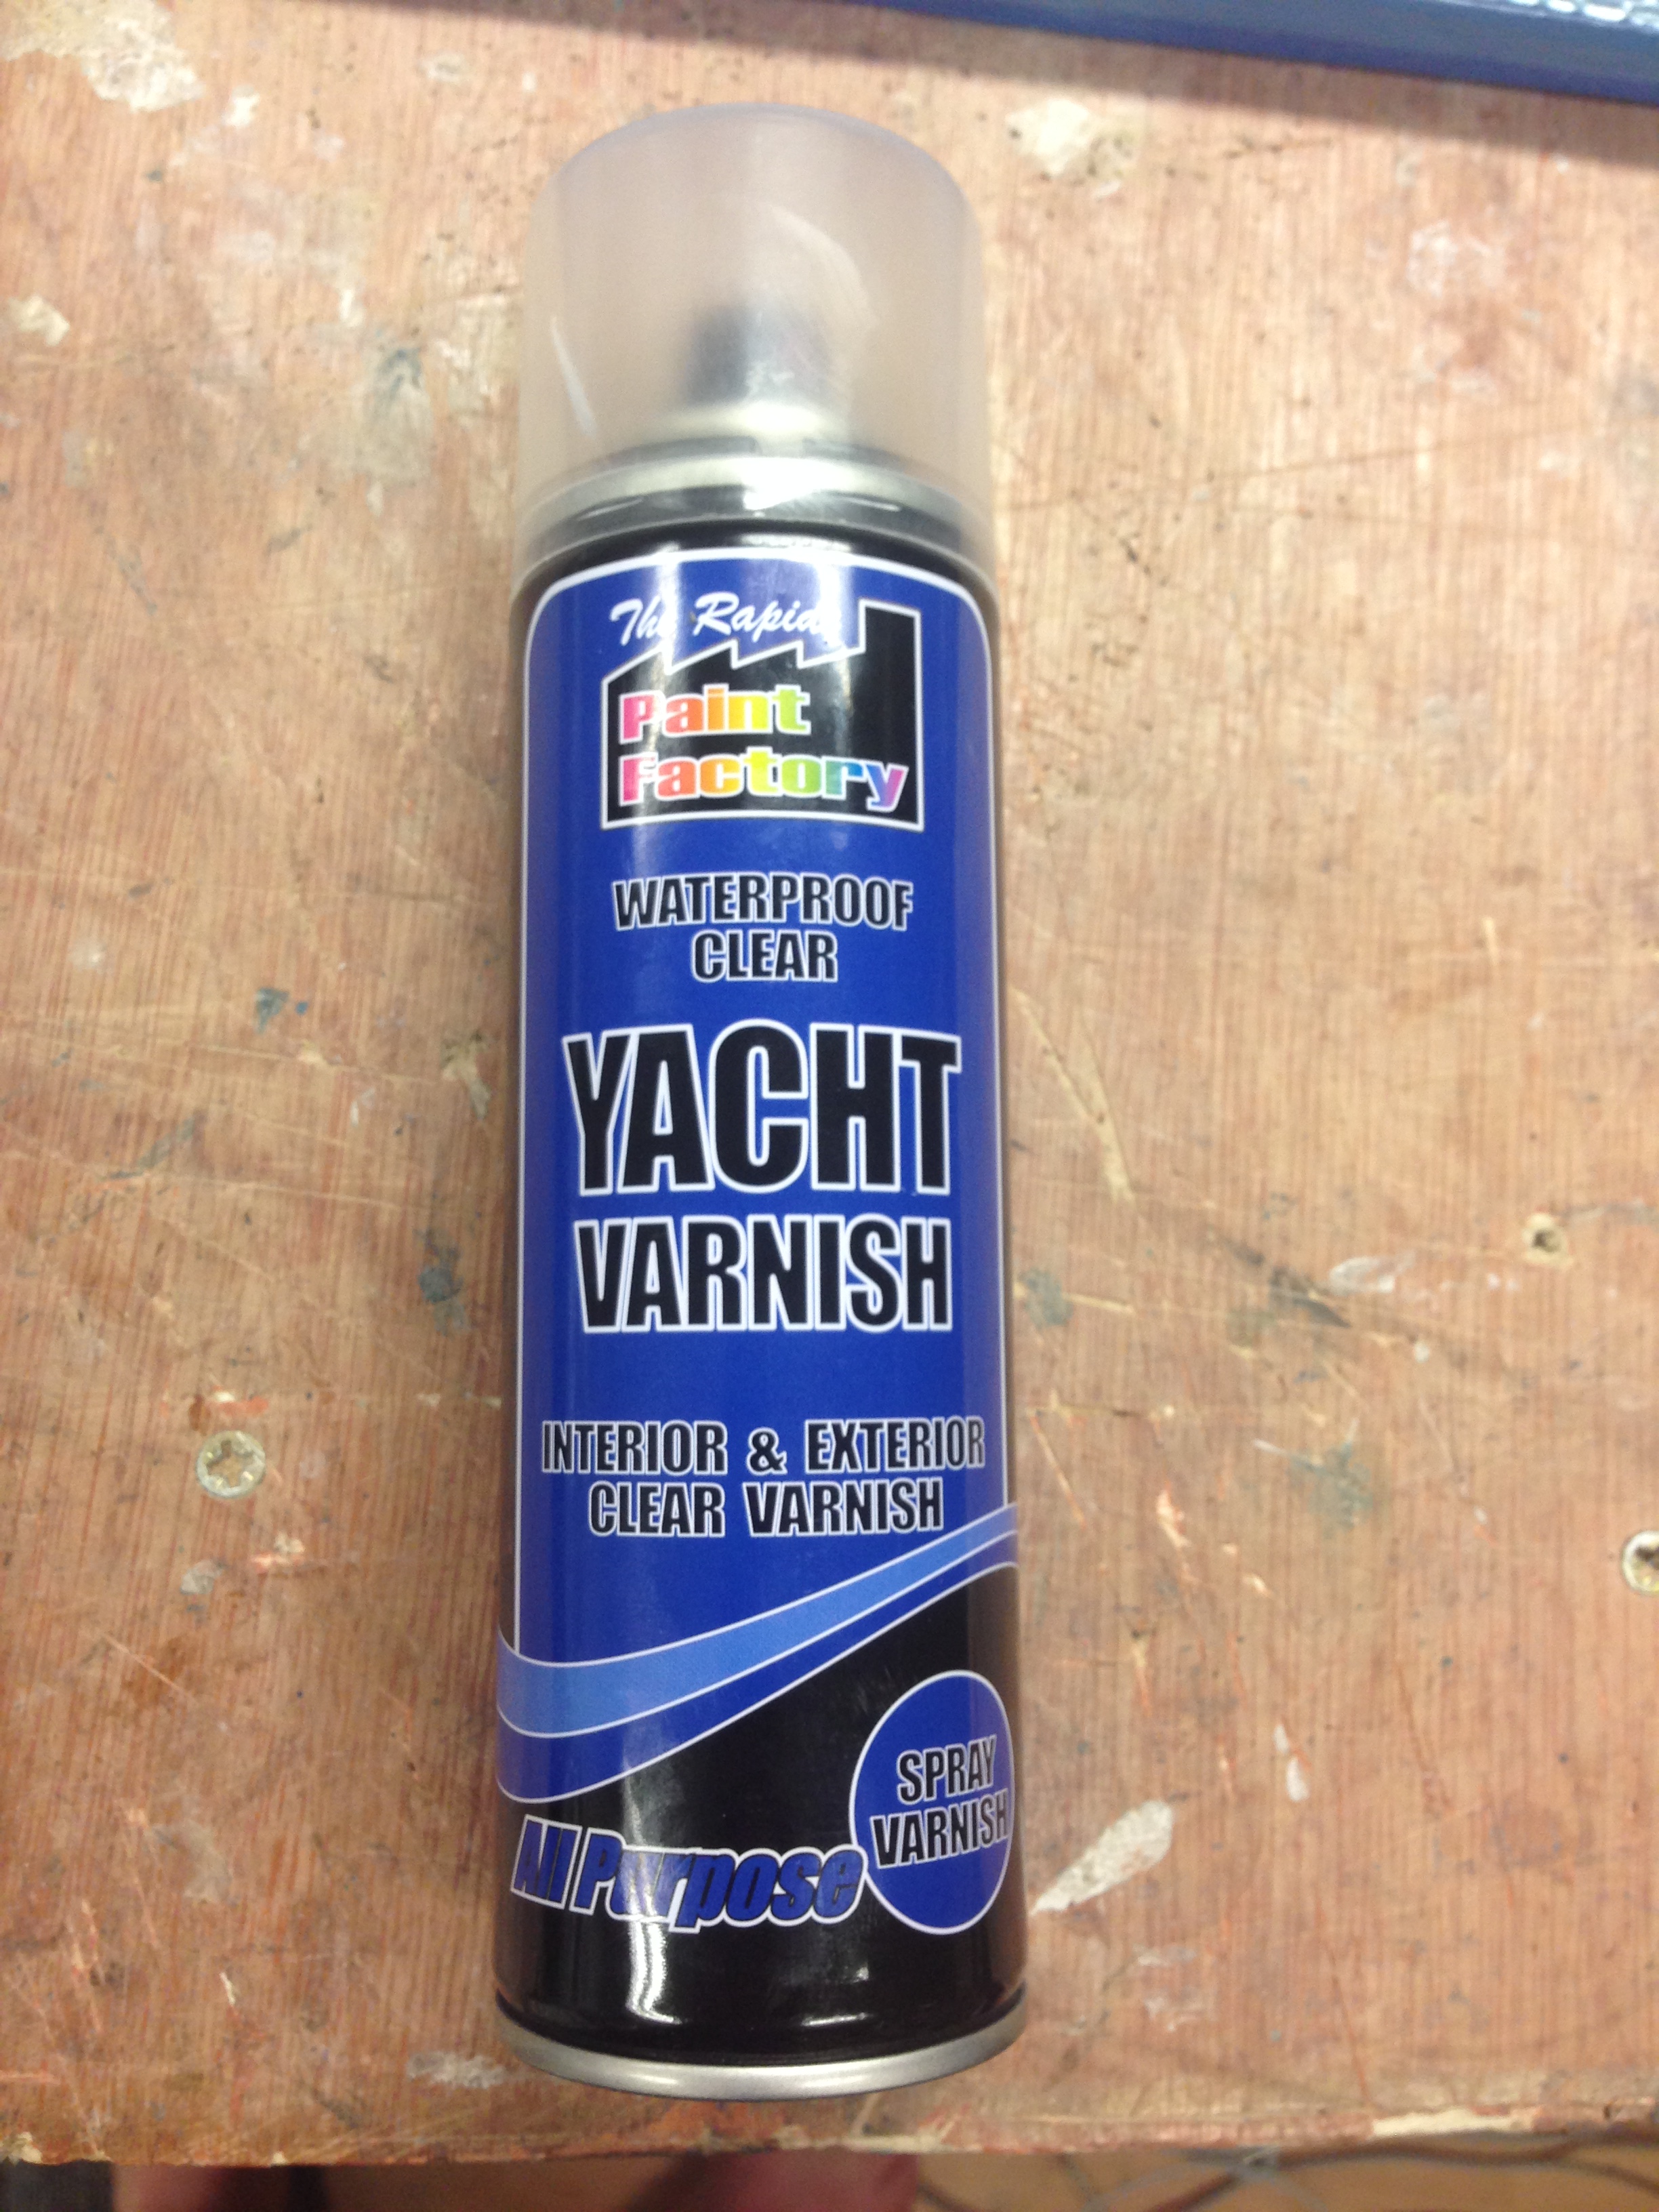 The Rapid
Paint
Factory
WATERPROOF
CLEAR
YACHT
VARNISH
INTERIOR & EXTERIOR
CLEAR VARNISH
SPRAY
VARNISH
All Purpose